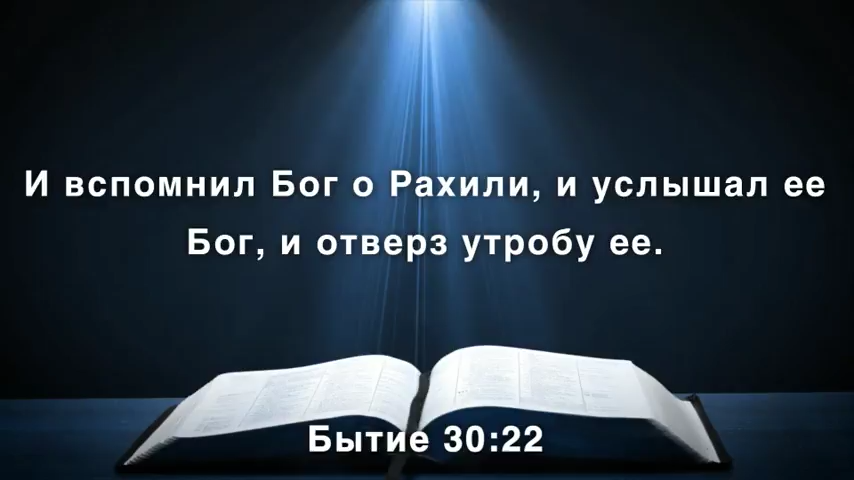 И вспомнил Бог о Рахили, и услышал ее
Бог, и отверз утробу ее.
Бытие 30:22